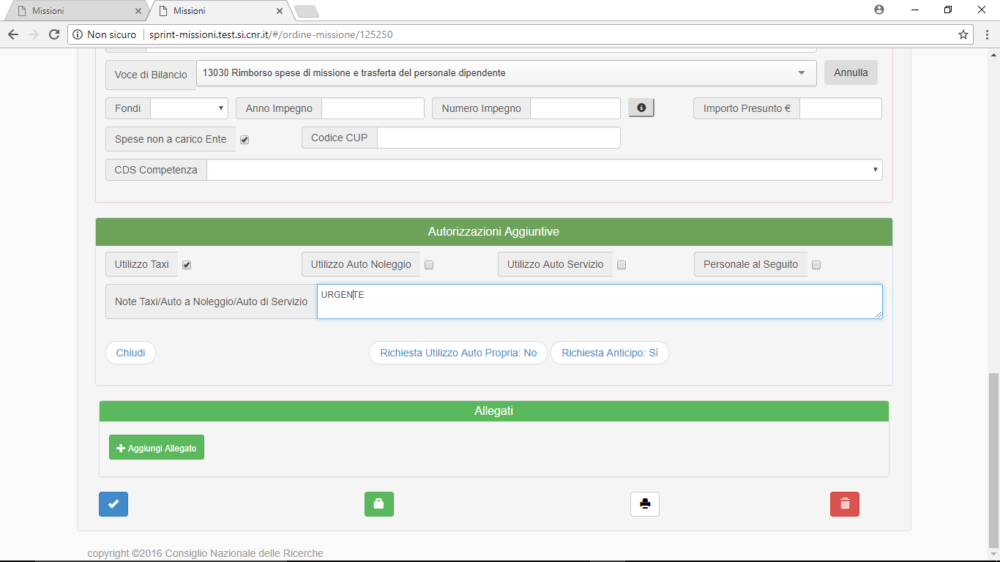 Missioni Missioni
Non sicuro sprint-missioni.test.si.cnr.it/#/ordine-missione/125250
Voce di Bilancio 13030 Rimborso spese di missione e trasferta del personale dipendente Annulla
Fondi Anno Impegno Numero Impegno Importo Presunto €
Spese non a carico Ente Codice CUP
CDS Competenza
Autorizzazioni Aggiuntive
Utilizzo Taxi Utilizzo Auto Noleggio Utilizzo Auto Servizio Personale al Seguito
Note Taxi/Auto a Noleggio/Auto di Servizio URGENTE
Chiudi Richiesta Utilizzo Auto Propria: No Richiesta Anticipo: Sì
Allegati
Aggiungi Allegato
copyright ©2016 Consiglio Nazionale delle Ricerche